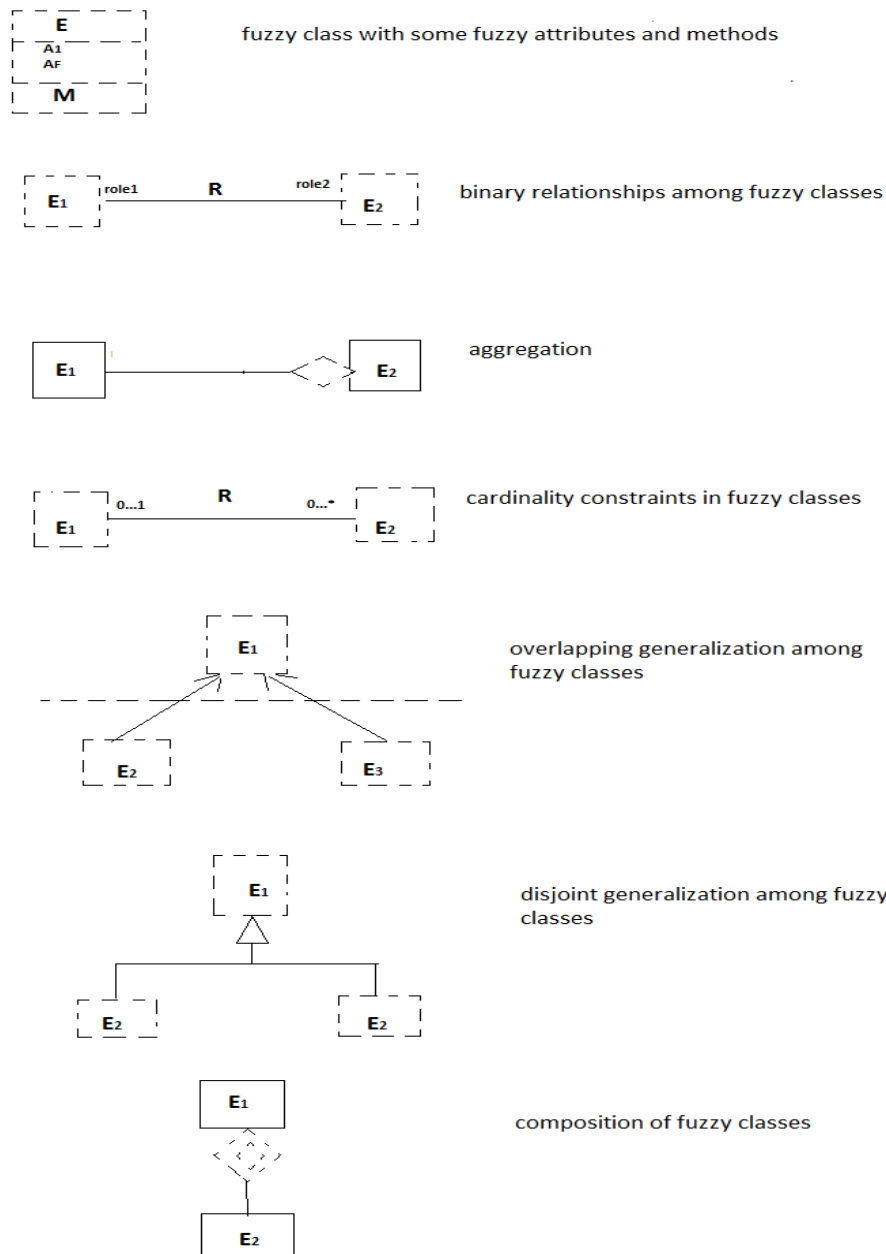 E
fuzzy class with some fuzzy attributes and methods
A1
AF
M
role1 R role2
E1 E2
binary relationships among fuzzy classes
aggregation
E1 E2
0...1 R 0...*
cardinality constraints in fuzzy classes
E1 E2
E1
overlapping generalization among
fuzzy classes
E2 E3
E1
disjoint generalization among fuzzy
classes
E2 E2
E1
composition of fuzzy classes
E2